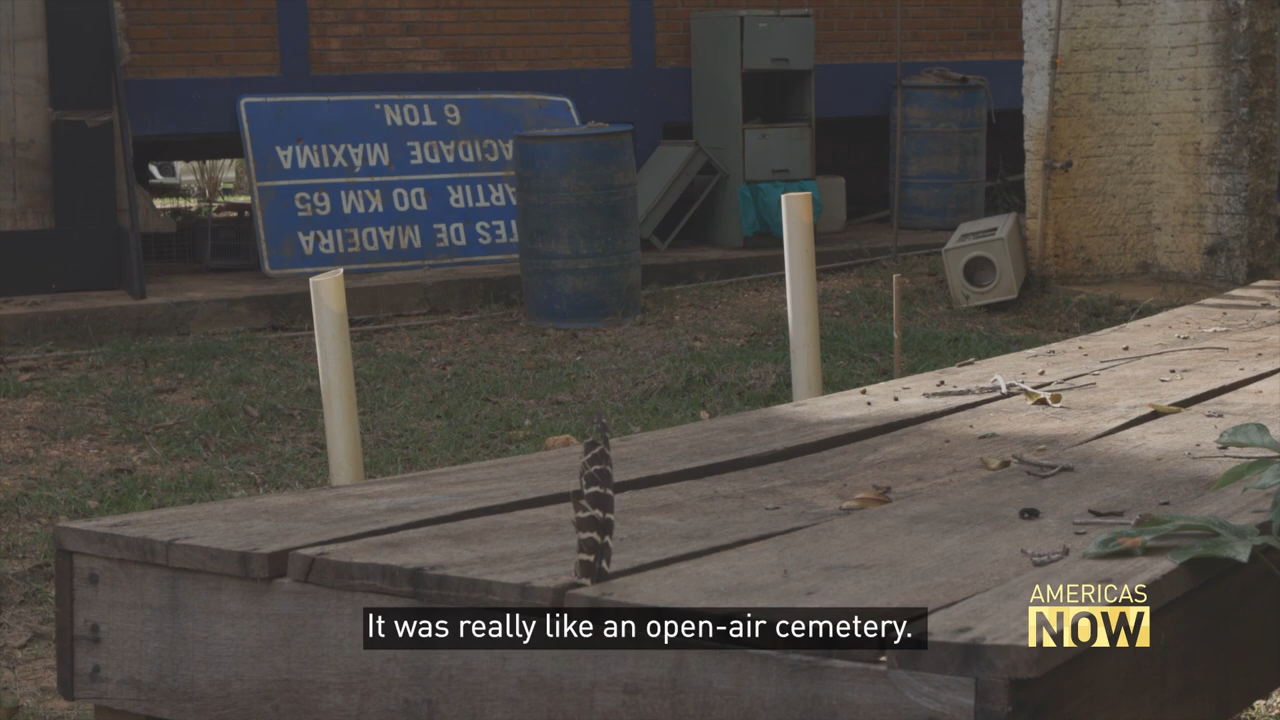 TES DE MADEIRA
ARTIR DO KM 65
ACIDADE MÁXIMA
6 TON.
It was really like an open-air cemetery.
AMERICAS
NOW